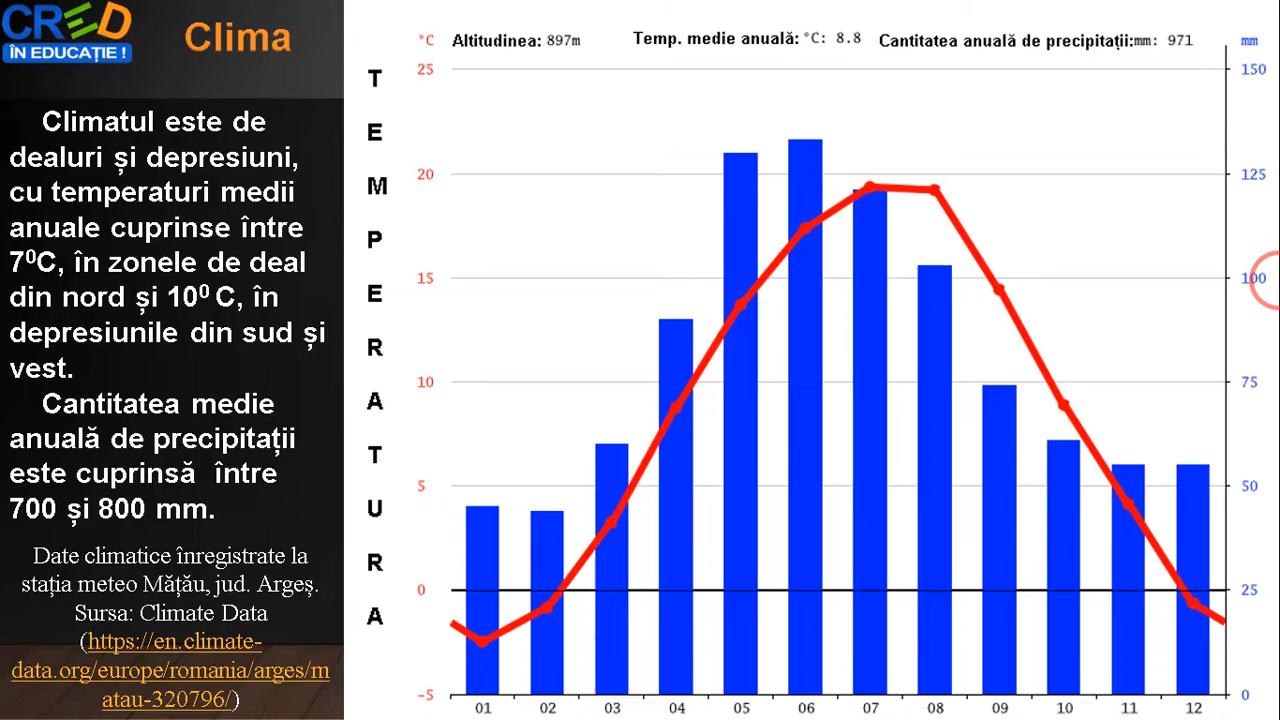 CRED
ÎN EDUCAȚIE !
Clima
Climatul este de
dealuri și depresiuni,
cu temperaturi medii
anuale cuprinse între
7⁰C, în zonele de deal
din nord și 10⁰ C, în
depresiunile din sud și
vest.
Cantitatea medie
anuală de precipitații
este cuprinsă între
700 și 800 mm.
Date climatice înregistrate la
stația meteo Mățău, jud. Argeș.
Sursa: Climate Data
(https://en.climate-
data.org/europe/romania/arges/m
atau-320796/)
°C Altitudinea: 897m Temp. medie anuală: °C: 8.8 Cantitatea anuală de precipitații:mm: 971 mm
T
E
M
P
E
R
A
T
U
R
A
25 150
20 125
15 100
10 75
5 50
0 25
-5 0
01 02 03 04 05 06 07 08 09 10 11 12